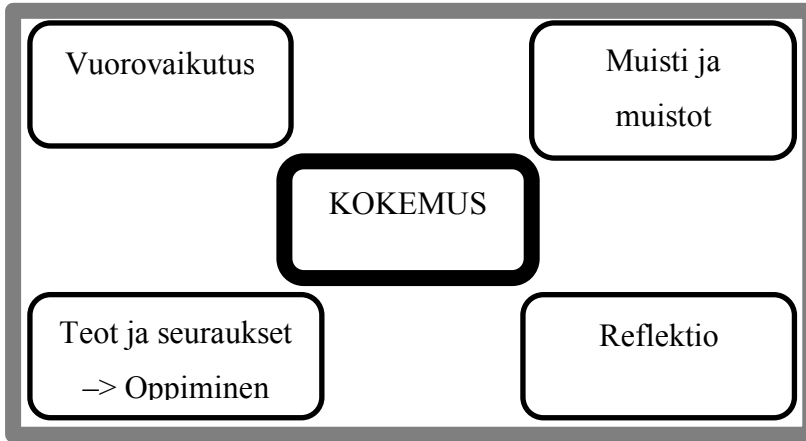 Vuorovaikutus
Muisti ja
muistot
KOKEMUS
Teot ja seuraukset
–> Oppiminen
Reflektio